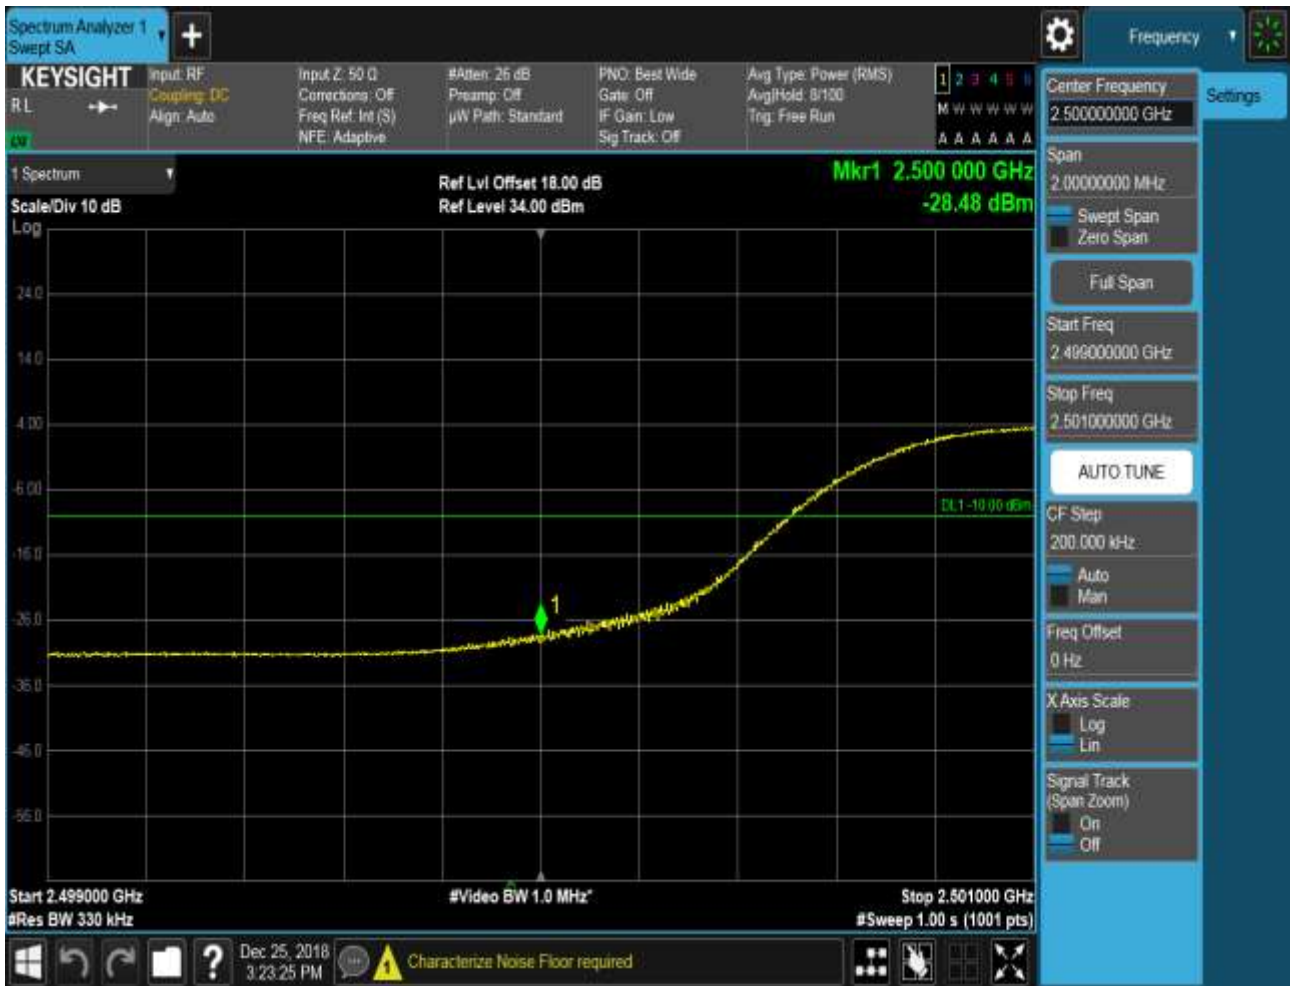 Spectrum Analyzer 1
Swept SA
Frequency
KEYSIGHT
Input: RF
Coupling: DC
Align: Auto
Input Z: 50 Ω
Corrections: Off
Freq Ref: Int (S)
NFE: Adaptive
#Atten: 26 dB
Preamp: Off
µW Path: Standard
PNO: Best Wide
Gate: Off
IF Gain: Low
Sig Track: Off
Avg Type: Power (RMS)
Avg|Hold: 8/100
Trig: Free Run
1 2 3 4 5 6
M W W W W W
A A A A A A
R L
LXI
1 Spectrum
Scale/Div 10 dB
Log
Ref Lvl Offset 18.00 dB
Ref Level 34.00 dBm
Mkr1 2.500 000 GHz
-28.48 dBm
24.0
14.0
4.00
-6.00
-16.0
-26.0
-36.0
-46.0
-56.0
DL1 -10.00 dBm
1
Start 2.499000 GHz
#Res BW 330 kHz
#Video BW 1.0 MHz*
Stop 2.501000 GHz
#Sweep 1.00 s (1001 pts)
Center Frequency
2.500000000 GHz
Settings
Span
2.00000000 MHz
Swept Span
Zero Span
Full Span
Start Freq
2.499000000 GHz
Stop Freq
2.501000000 GHz
AUTO TUNE
CF Step
200.000 kHz
Auto
Man
Freq Offset
0 Hz
X Axis Scale
Log
Lin
Signal Track
(Span Zoom)
On
Off
?
Dec 25, 2018
3:23:25 PM
1
Characterize Noise Floor required